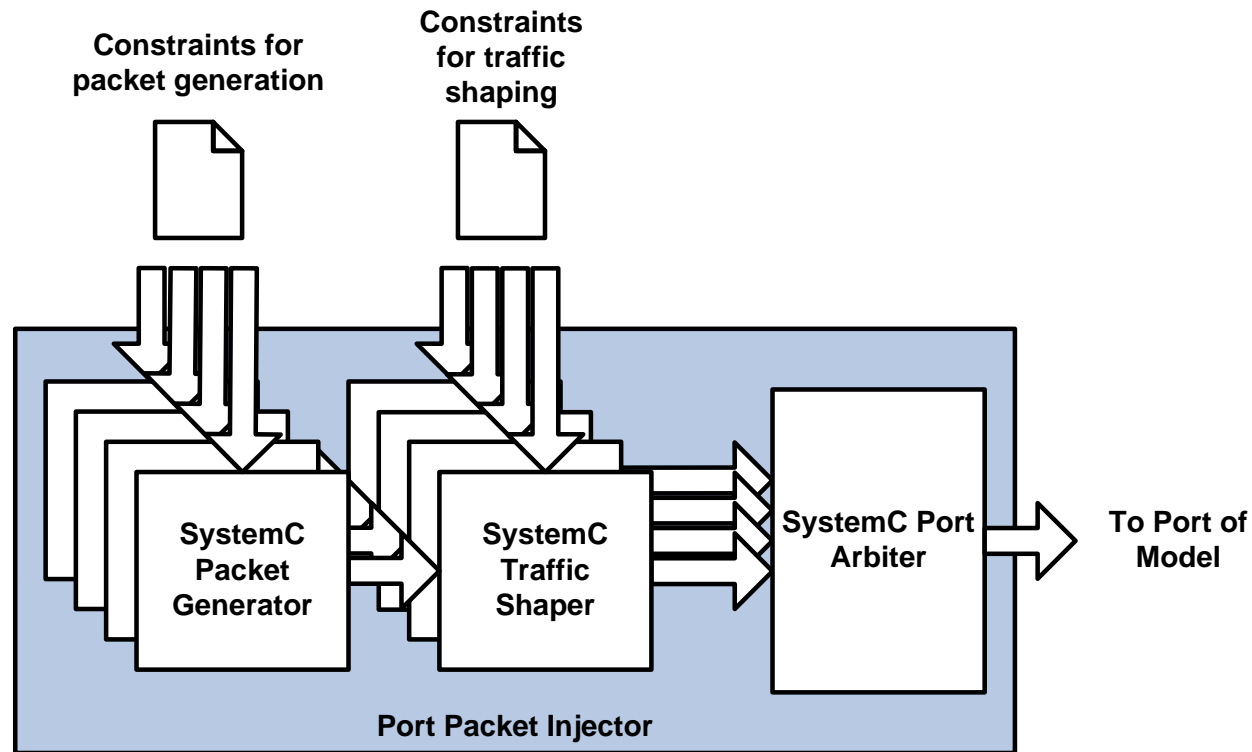 Constraints for
packet generation
Constraints
for traffic
shaping
SystemC
Packet
Generator
SystemC
Traffic
Shaper
SystemC Port
Arbiter
To Port of
Model
Port Packet Injector